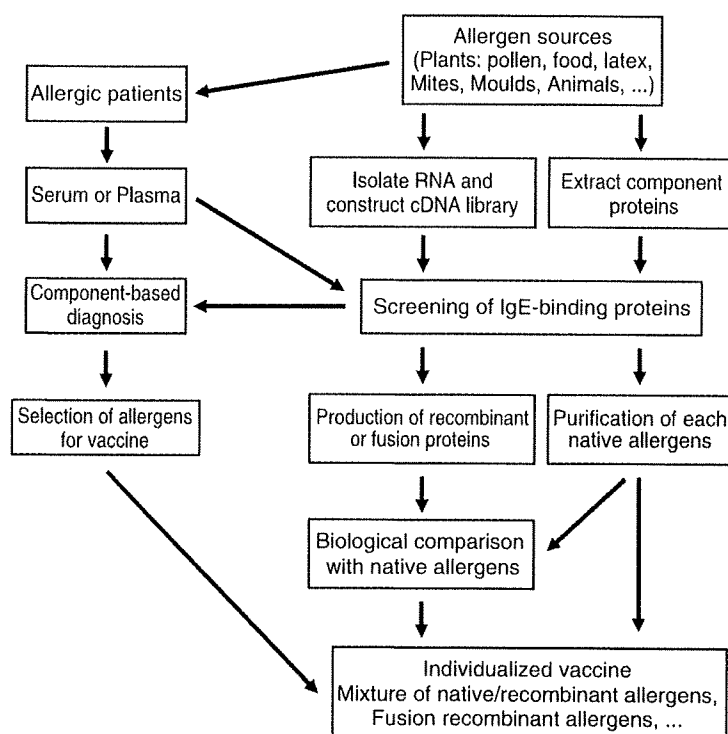 Allergen sources
(Plants: pollen, food, latex,
Mites, Moulds, Animals, ...)
Allergic patients
Serum or Plasma
Isolate RNA and
construct cDNA library
Extract component
proteins
Component-based
diagnosis
Screening of IgE-binding proteins
Selection of allergens
for vaccine
Production of recombinant
or fusion proteins
Purification of each
native allergens
Biological comparison
with native allergens
Individualized vaccine
Mixture of native/recombinant allergens,
Fusion recombinant allergens, ...